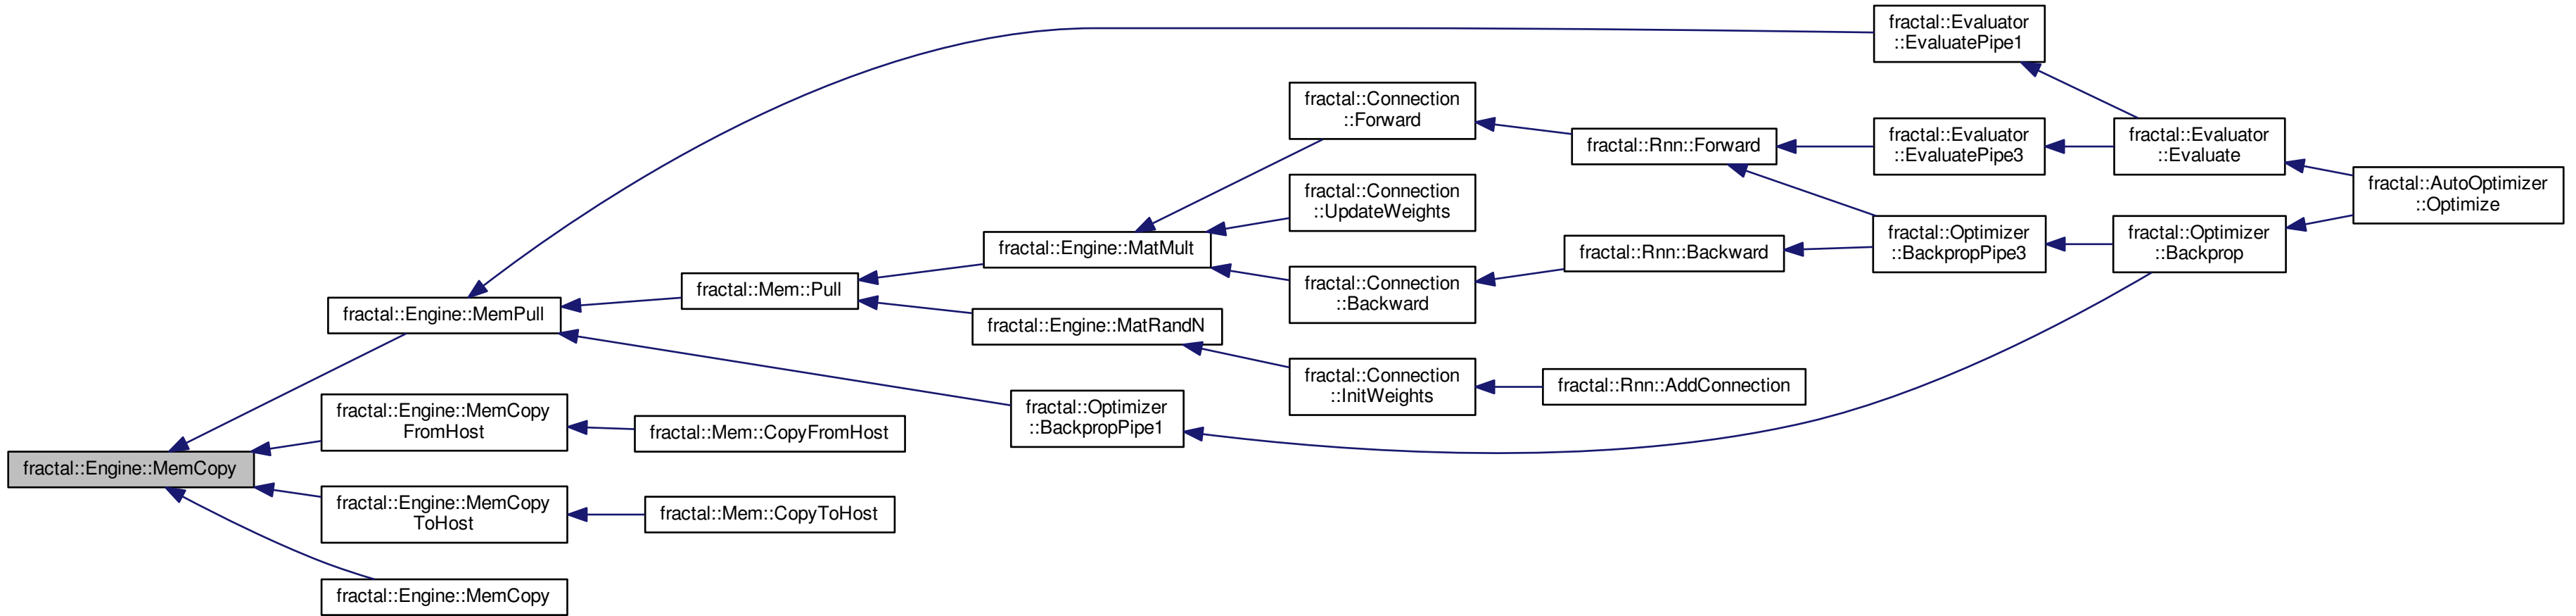 fractal::Evaluator
::EvaluatePipe1
fractal::Connection
::Forward
fractal::Rnn::Forward
fractal::Evaluator
::EvaluatePipe3
fractal::Evaluator
::Evaluate
fractal::AutoOptimizer
::Optimize
fractal::Connection
::UpdateWeights
fractal::Engine::MatMult
fractal::Rnn::Backward
fractal::Optimizer
::BackpropPipe3
fractal::Optimizer
::Backprop
fractal::Mem::Pull
fractal::Connection
::Backward
fractal::Engine::MemPull
fractal::Engine::MatRandN
fractal::Connection
::InitWeights
fractal::Rnn::AddConnection
fractal::Optimizer
::BackpropPipe1
fractal::Engine::MemCopy
FromHost
fractal::Mem::CopyFromHost
fractal::Engine::MemCopy
fractal::Engine::MemCopy
ToHost
fractal::Mem::CopyToHost
fractal::Engine::MemCopy